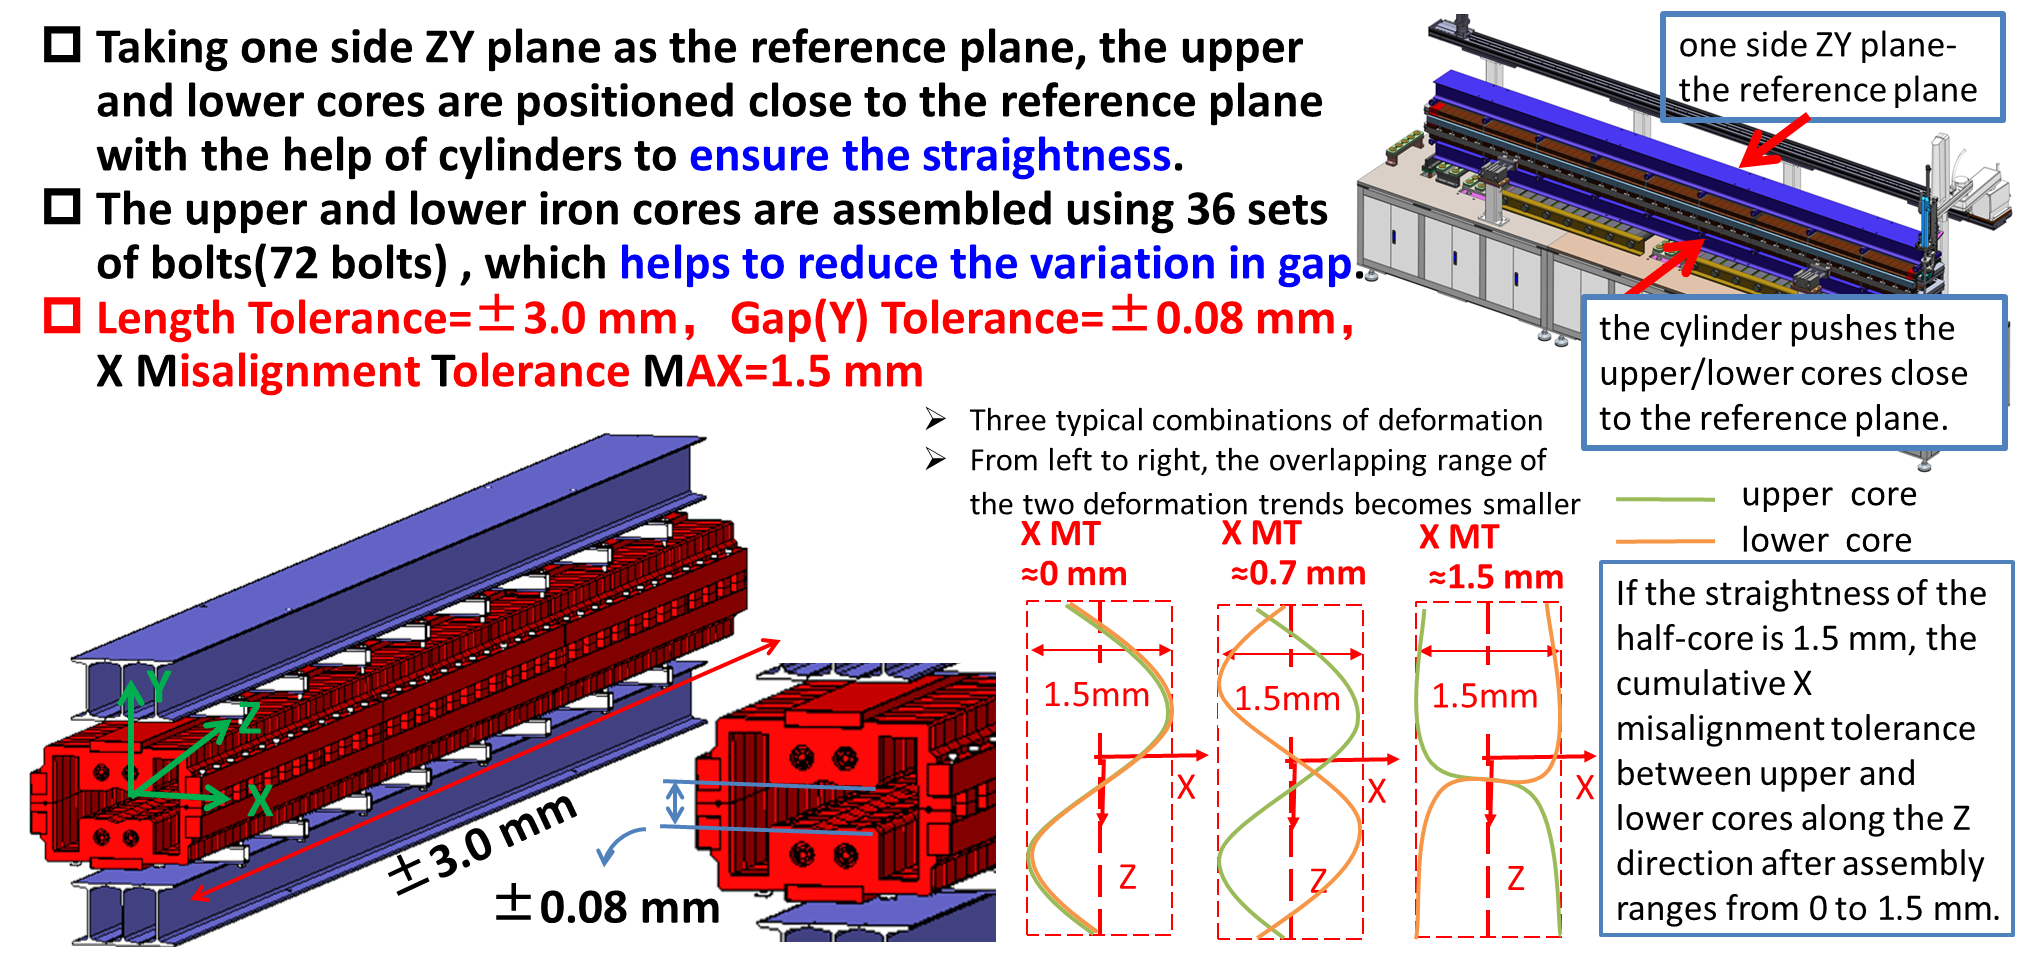 Taking one side ZY plane as the reference plane, the upper
and lower cores are positioned close to the reference plane
with the help of cylinders to ensure the straightness.
The upper and lower iron cores are assembled using 36 sets
of bolts(72 bolts) , which helps to reduce the variation in gap.
Length Tolerance=±3.0 mm， Gap(Y) Tolerance=±0.08 mm，
X Misalignment Tolerance MAX=1.5 mm
one side ZY plane-
the reference plane
the cylinder pushes the
upper/lower cores close
to the reference plane.
Three typical combinations of deformation
From left to right, the overlapping range of
the two deformation trends becomes smaller
upper core
lower core
X MT
≈0 mm
X MT
≈0.7 mm
X MT
≈1.5 mm
1.5mm
1.5mm
1.5mm
X
X
X
Z
Z
Z
If the straightness of the
half-core is 1.5 mm, the
cumulative X
misalignment tolerance
between upper and
lower cores along the Z
direction after assembly
ranges from 0 to 1.5 mm.
Y
Z
X
±3.0 mm
±0.08 mm